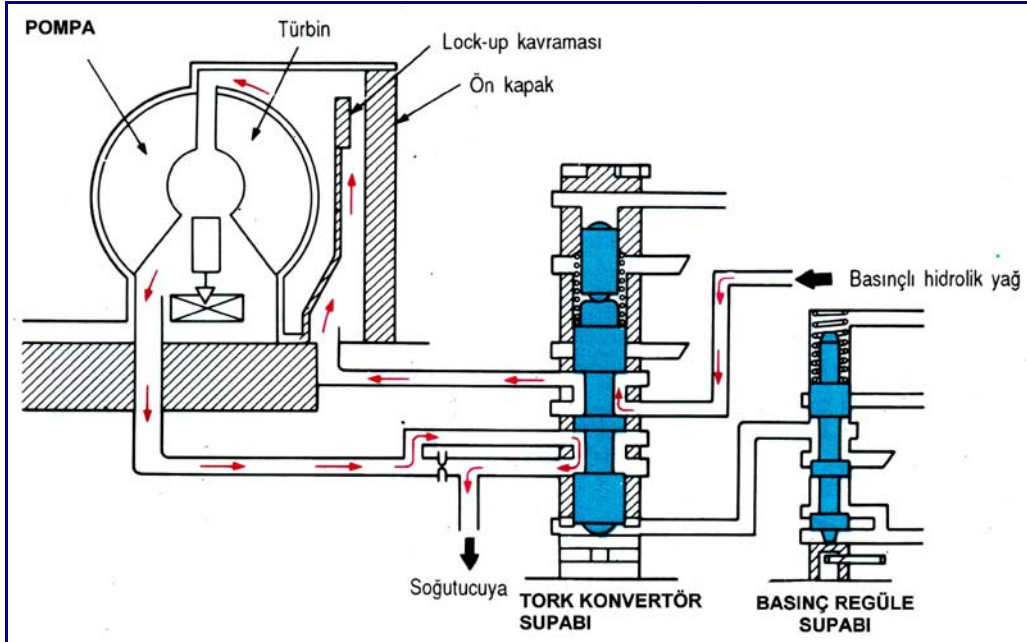 POMPA
Türbin
Lock-up kavraması
Ön kapak
Basınçlı hidrolik yağ
Soğutucuya
TORK KONVERTÖR
SUPABI
BASINÇ REGÜLE
SUPABI